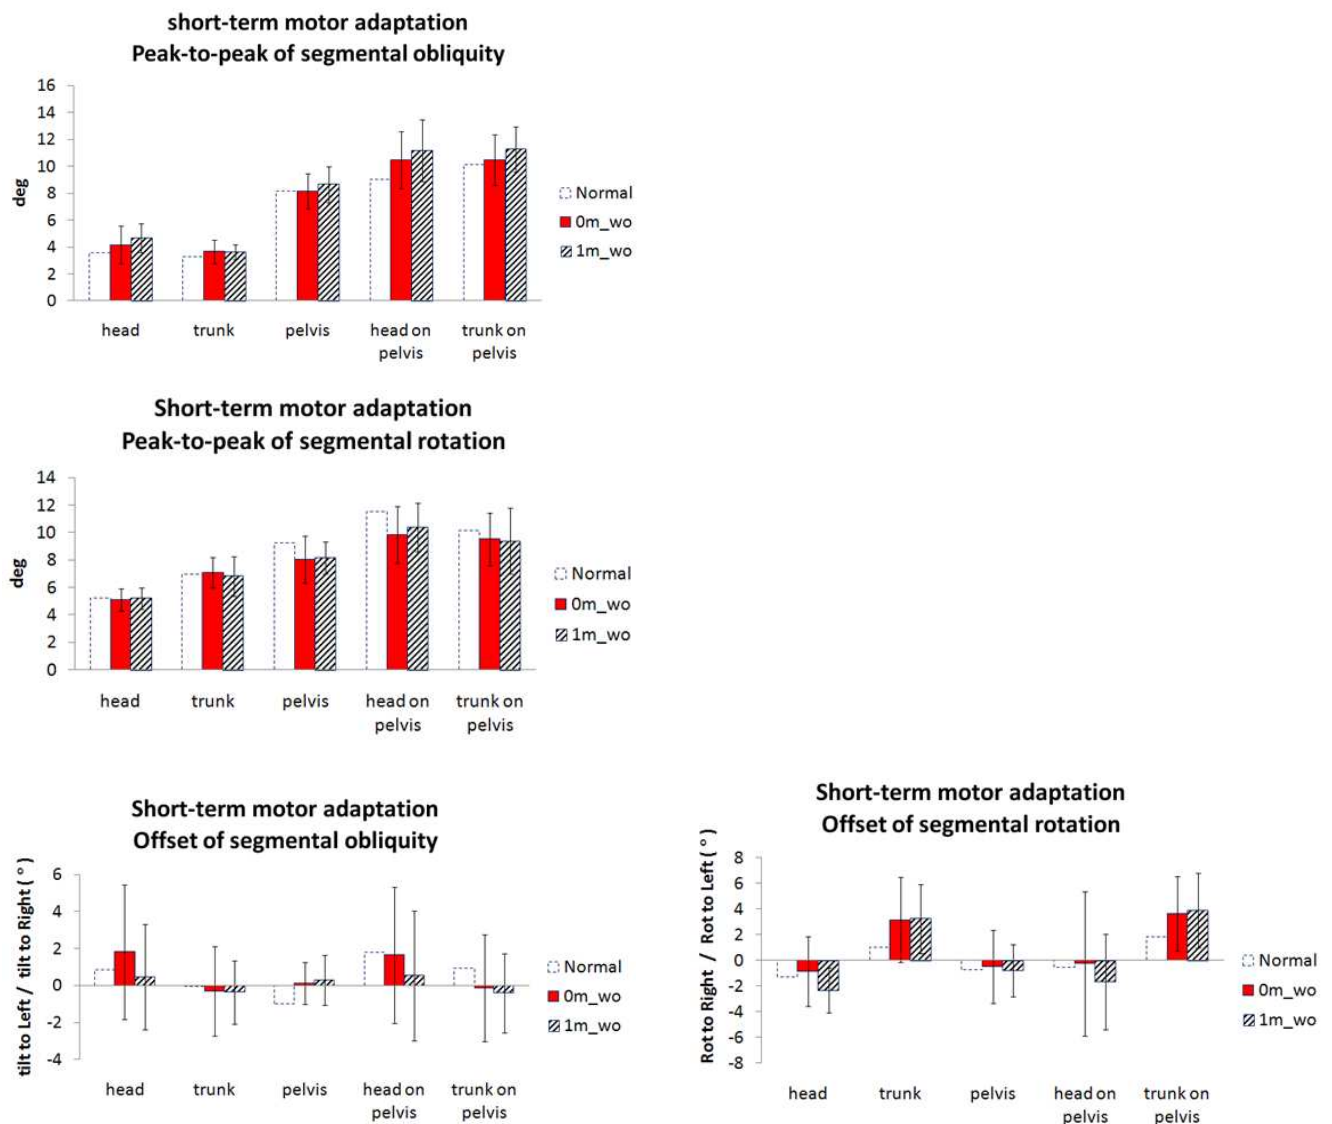 short-term motor adaptation
Peak-to-peak of segmental obliquity
16
14
12
10
8
6
4
2
0
deg
head
trunk
pelvis
head on
pelvis
trunk on
pelvis
Normal
0m_wo
1m_wo
Short-term motor adaptation
Peak-to-peak of segmental rotation
14
12
10
8
6
4
2
0
deg
head
trunk
pelvis
head on
pelvis
trunk on
pelvis
Normal
0m_wo
1m_wo
Short-term motor adaptation
Offset of segmental obliquity
tilt to Left / tilt to Right ( ° )
6
4
2
0
-2
-4
head
trunk
pelvis
head on
pelvis
trunk on
pelvis
Normal
0m_wo
1m_wo
Short-term motor adaptation
Offset of segmental rotation
Rot to Right / Rot to Left ( ° )
8
6
4
2
0
-2
-4
-6
-8
head
trunk
pelvis
head on
pelvis
trunk on
pelvis
Normal
0m_wo
1m_wo